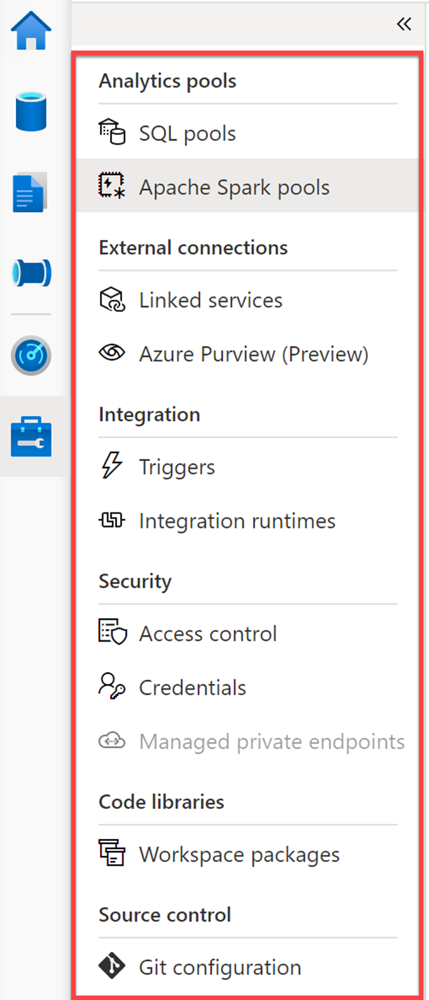 Analytics pools
SQL pools
Apache Spark pools
External connections
Linked services
Azure Purview (Preview)
Integration
Triggers
Integration runtimes
Security
Access control
Credentials
Managed private endpoints
Code libraries
Workspace packages
Source control
Git configuration